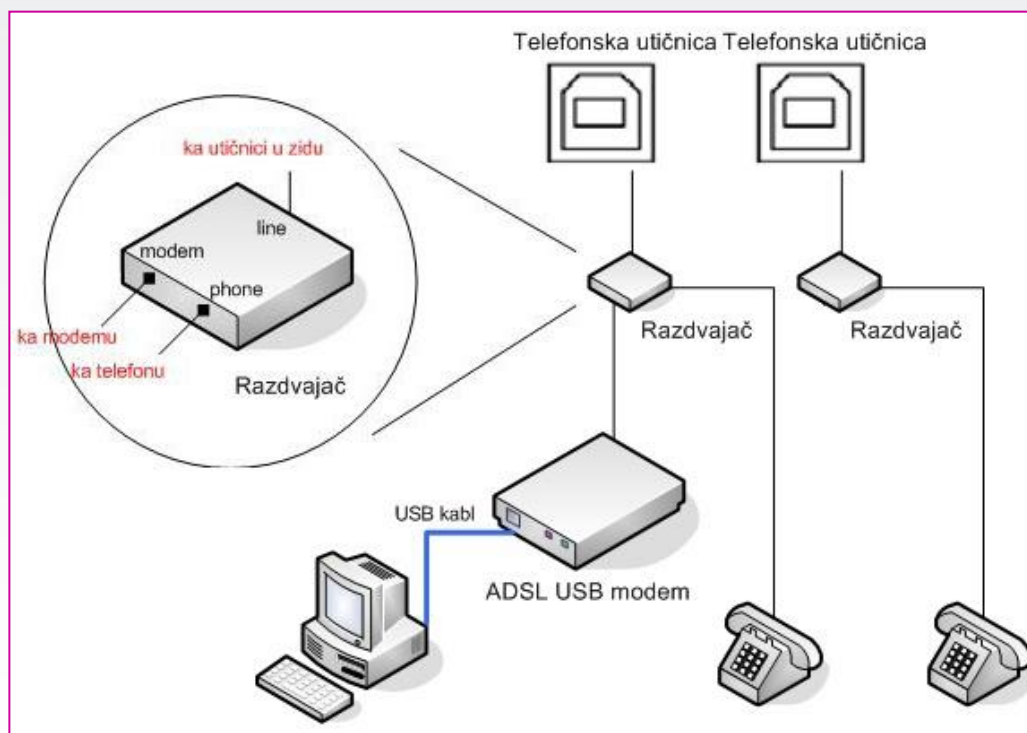 Telefonska utičnica Telefonska utičnica
ka utičnici u zidu
line
modem
phone
ka modemu
ka telefonu
Razdvajač
Razdvajač
Razdvajač
USB kabl
ADSL USB modem